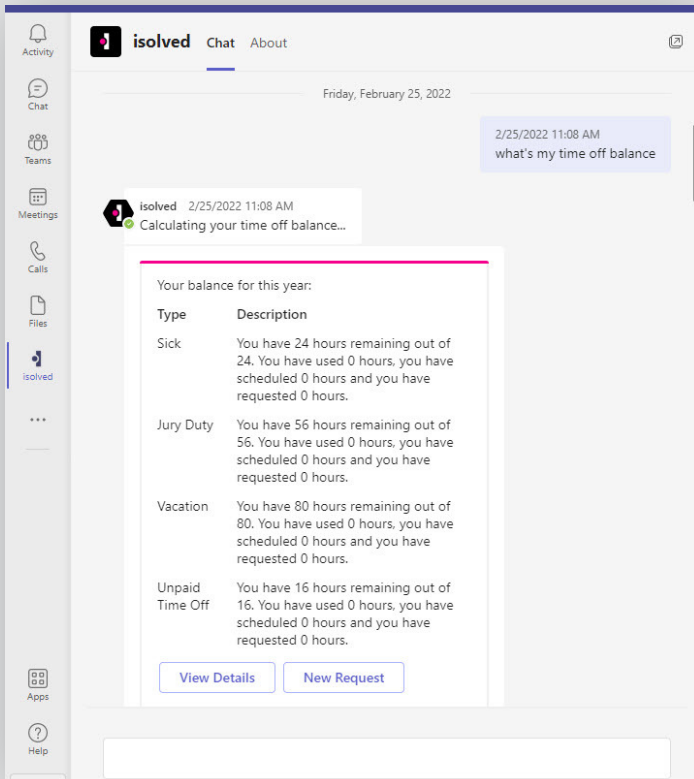 Activity
Chat
Teams
Meetings
Calls
Files
isolved
Apps
Help
isolved Chat About
Friday, February 25, 2022
2/25/2022 11:08 AM
what's my time off balance
isolved 2/25/2022 11:08 AM
Calculating your time off balance...
Your balance for this year:
Type Description
Sick You have 24 hours remaining out of
24. You have used 0 hours, you have
scheduled 0 hours and you have
requested 0 hours.
Jury Duty You have 56 hours remaining out of
56. You have used 0 hours, you have
scheduled 0 hours and you have
requested 0 hours.
Vacation You have 80 hours remaining out of
80. You have used 0 hours, you have
scheduled 0 hours and you have
requested 0 hours.
Unpaid You have 16 hours remaining out of
Time Off 16. You have used 0 hours, you have
scheduled 0 hours and you have
requested 0 hours.
View Details New Request